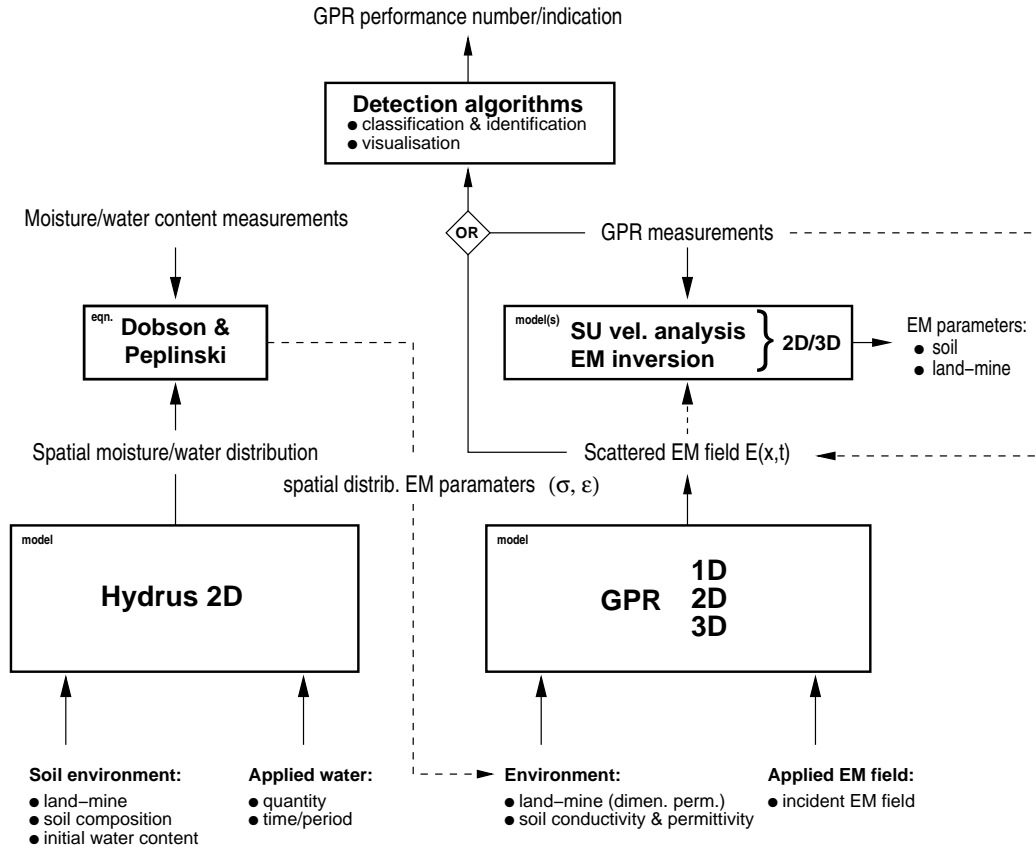 GPR performance number/indication
Detection algorithms
● classification & identification
● visualisation
Moisture/water content measurements
OR
GPR measurements
eqn.
Dobson &
Peplinski
model(s)
SU vel. analysis
EM inversion
} 2D/3D
EM parameters:
● soil
● land−mine
Spatial moisture/water distribution
Scattered EM field E(x,t)
spatial distrib. EM paramaters (σ, ε)
model
Hydrus 2D
model
GPR
1D
2D
3D
Soil environment:
● land−mine
● soil composition
● initial water content
Applied water:
● quantity
● time/period
Environment:
● land−mine (dimen. perm.)
● soil conductivity & permittivity
Applied EM field:
● incident EM field